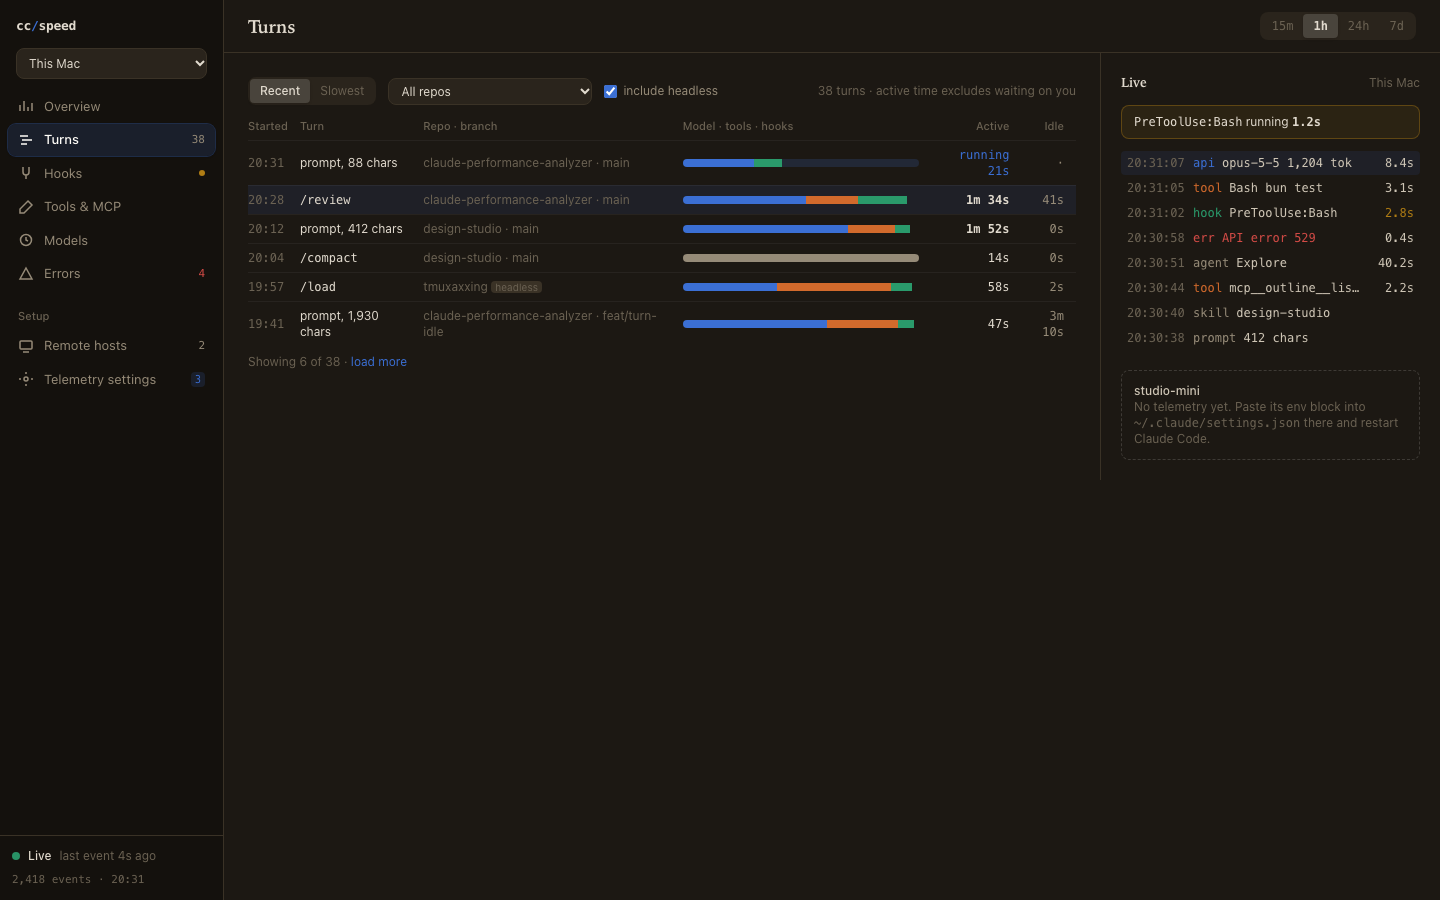 cc/speed
This Mac
Overview
Turns 38
Hooks
Tools & MCP
Models
Errors 4
Setup
Remote hosts 2
Telemetry settings 3
Live last event 4s ago
2,418 events · 20:31
Turns
15m 1h 24h 7d
Recent Slowest All repos include headless 38 turns · active time excludes waiting on you
Started Turn Repo · branch Model · tools · hooks Active Idle
20:31 prompt, 88 chars claude-performance-analyzer · main running 21s ·
20:28 /review claude-performance-analyzer · main 1m 34s 41s
20:12 prompt, 412 chars design-studio · main 1m 52s 0s
20:04 /compact design-studio · main 14s 0s
19:57 /load tmuxaxxing headless 58s 2s
19:41 prompt, 1,930 chars claude-performance-analyzer · feat/turn-idle 47s 3m 10s
Showing 6 of 38 · load more
Live This Mac
PreToolUse:Bash running 1.2s
20:31:07 api opus-5-5 1,204 tok 8.4s
20:31:05 tool Bash bun test 3.1s
20:31:02 hook PreToolUse:Bash 2.8s
20:30:58 err API error 529 0.4s
20:30:51 agent Explore 40.2s
20:30:44 tool mcp__outline__lis… 2.2s
20:30:40 skill design-studio
20:30:38 prompt 412 chars
studio-mini
No telemetry yet. Paste its env block into
~/.claude/settings.json there and restart
Claude Code.